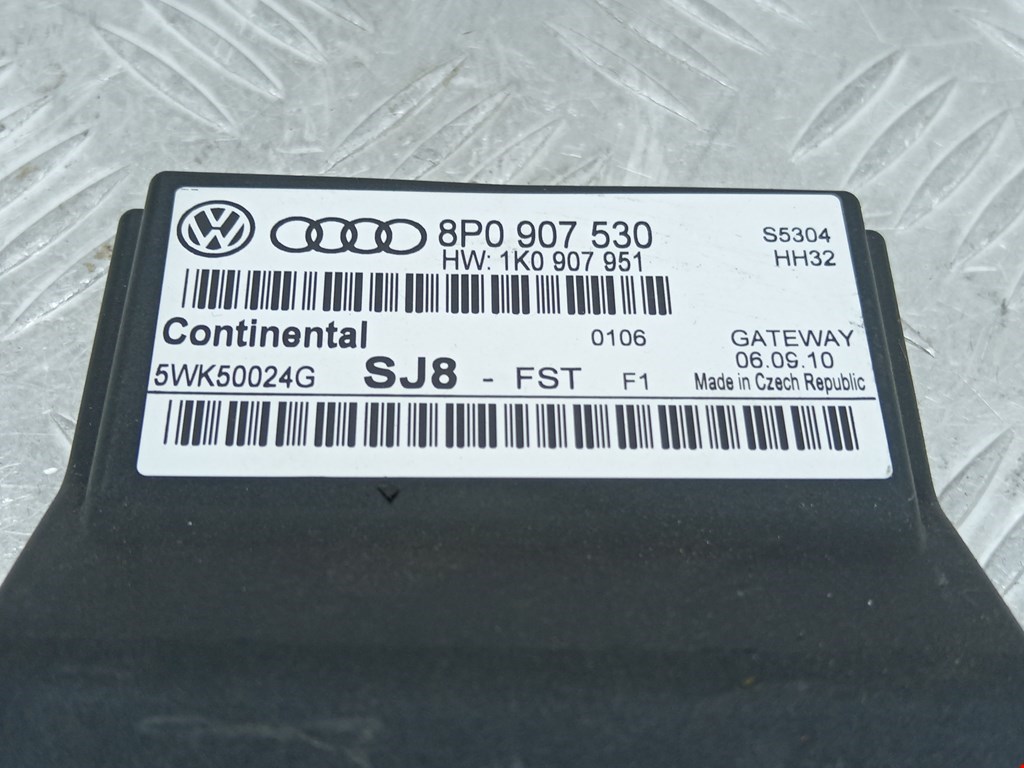 8P0 907 530
HW: 1K0 907 951
S5304
HH32
Continental
0106
GATEWAY
06.09.10
5WK50024G SJ8 - FST F1 Made in Czech Republic